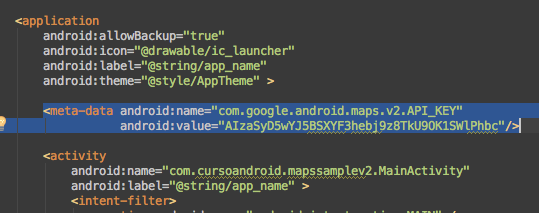 <application
android:allowBackup="true"
android:icon="@drawable/ic_launcher"
android:label="@string/app_name"
android:theme="@style/AppTheme" >
<meta-data android:name="com.google.android.maps.v2.API_KEY"
android:value="AIzaSyD5wYJ5BSXYF3hebj9z8TkU9OK1SWlPhbc"/>
<activity
android:name="com.cursoandroid.mapssamplev2.MainActivity"
android:label="@string/app_name" >
<intent-filter>